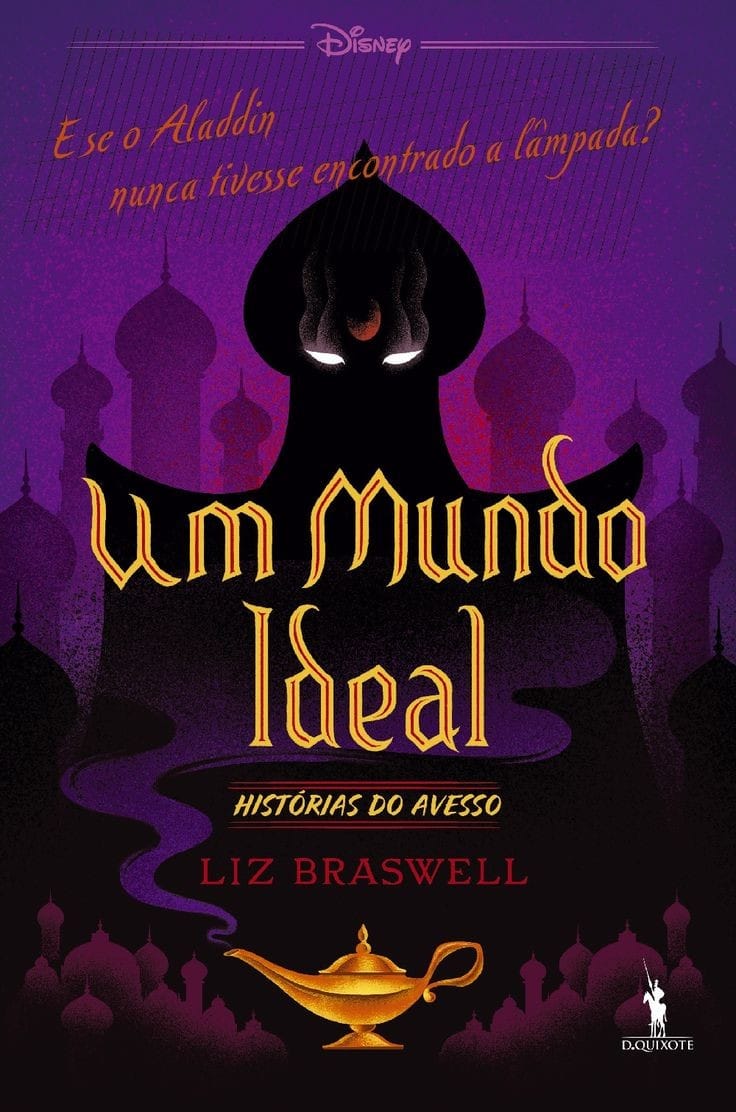 Disney
E se o Aladdin
nunca tivesse encontrado a lâmpada?
Um Mundo
Ideal
HISTÓRIAS DO AVESSO
LIZ BRASWELL
D.QUIXOTE